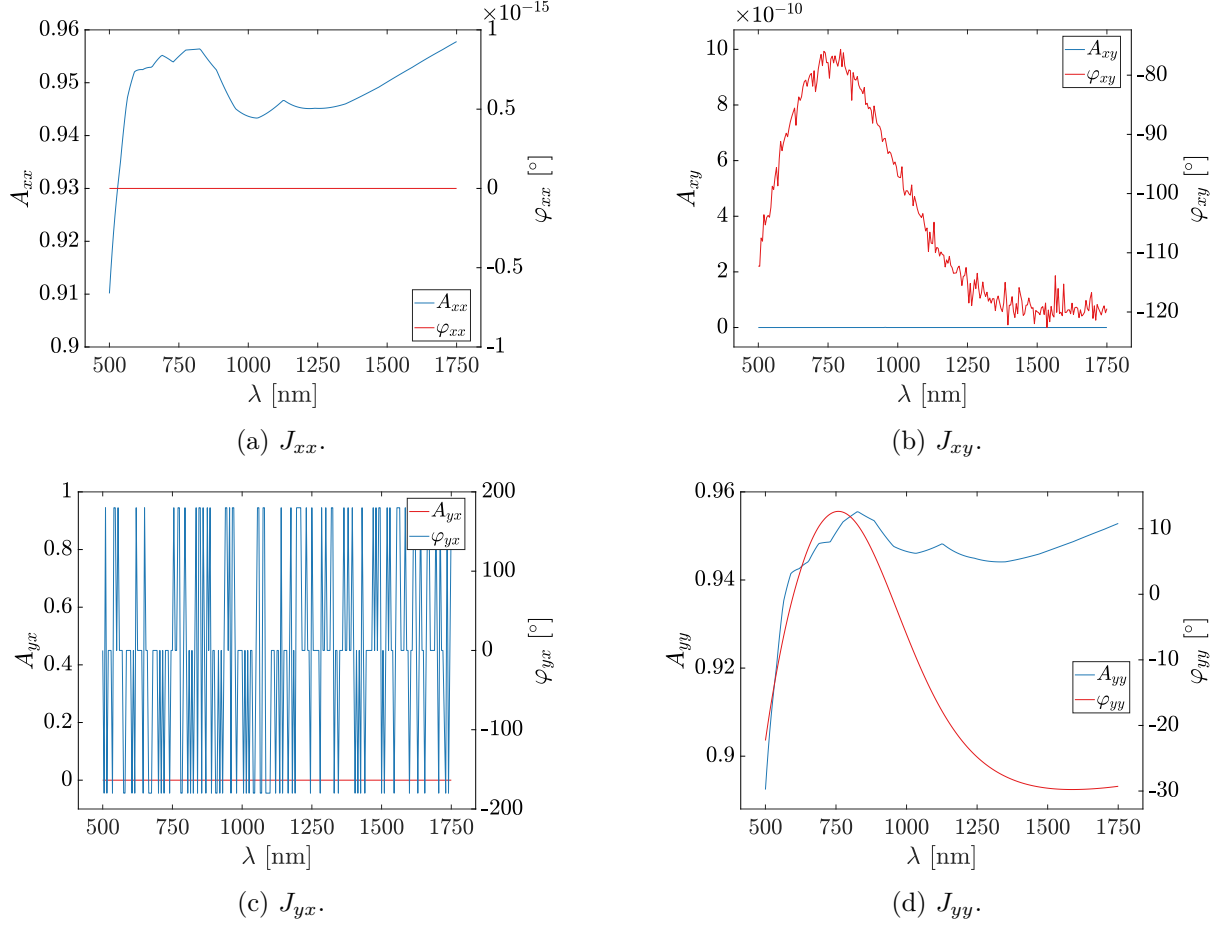 ×10⁻¹⁵
0.96
0.95
0.94
0.93
0.92
0.91
0.9
1
0.5
0
-0.5
-1
A_xx
φ_xx [°]
A_xx
φ_xx
500 750 1000 1250 1500 1750
λ [nm]
(a) J_xx.
×10⁻¹⁰
10
8
6
4
2
0
-80
-90
-100
-110
-120
A_xy
φ_xy [°]
A_xy
φ_xy
500 750 1000 1250 1500 1750
λ [nm]
(b) J_xy.
1
0.8
0.6
0.4
0.2
0
200
100
0
-100
-200
A_yx
φ_yx [°]
A_yx
φ_yx
500 750 1000 1250 1500 1750
λ [nm]
(c) J_yx.
0.96
0.94
0.92
0.9
10
0
-10
-20
-30
A_yy
φ_yy [°]
A_yy
φ_yy
500 750 1000 1250 1500 1750
λ [nm]
(d) J_yy.